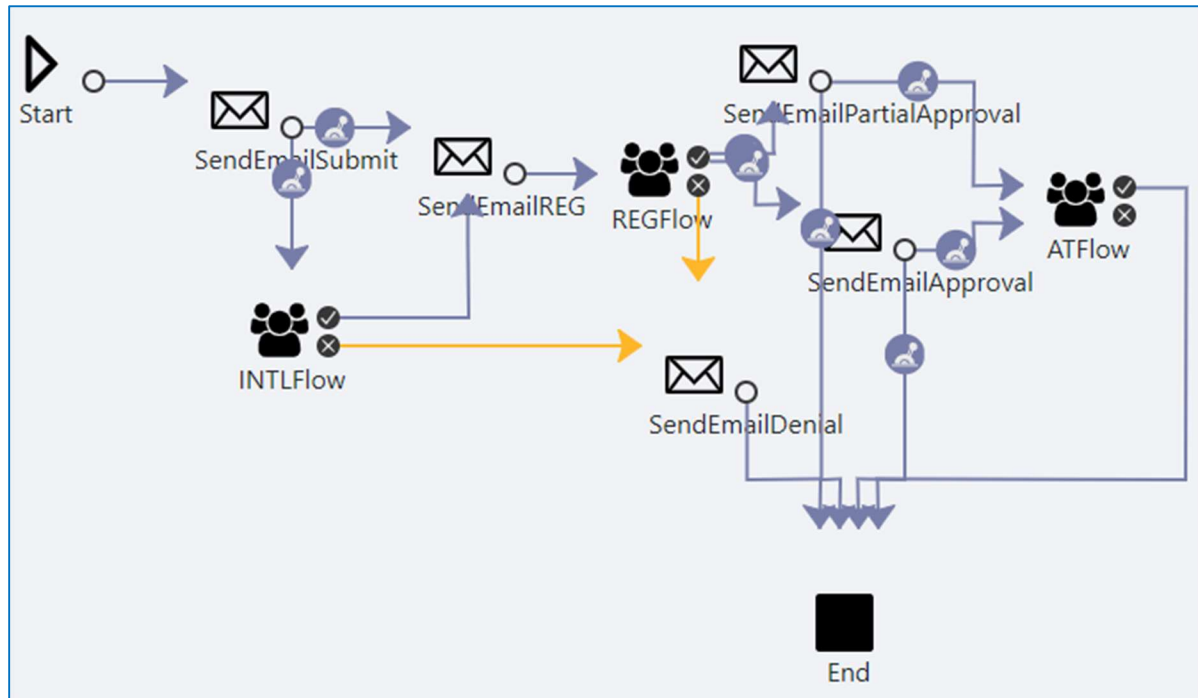 Start
SendEmailSubmit
SendEmailREG
REGFlow
SendEmailPartialApproval
SendEmailApproval
ATFlow
INTLFlow
SendEmailDenial
End